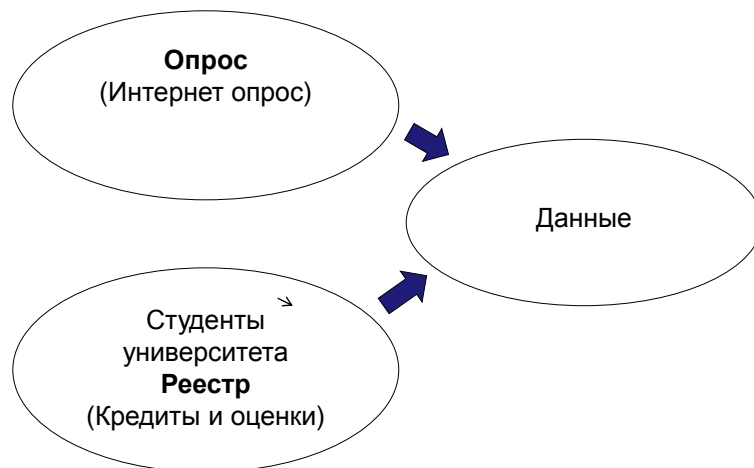 Опрос
(Интернет опрос)
Данные
Студенты
университета
Реестр
(Кредиты и оценки)